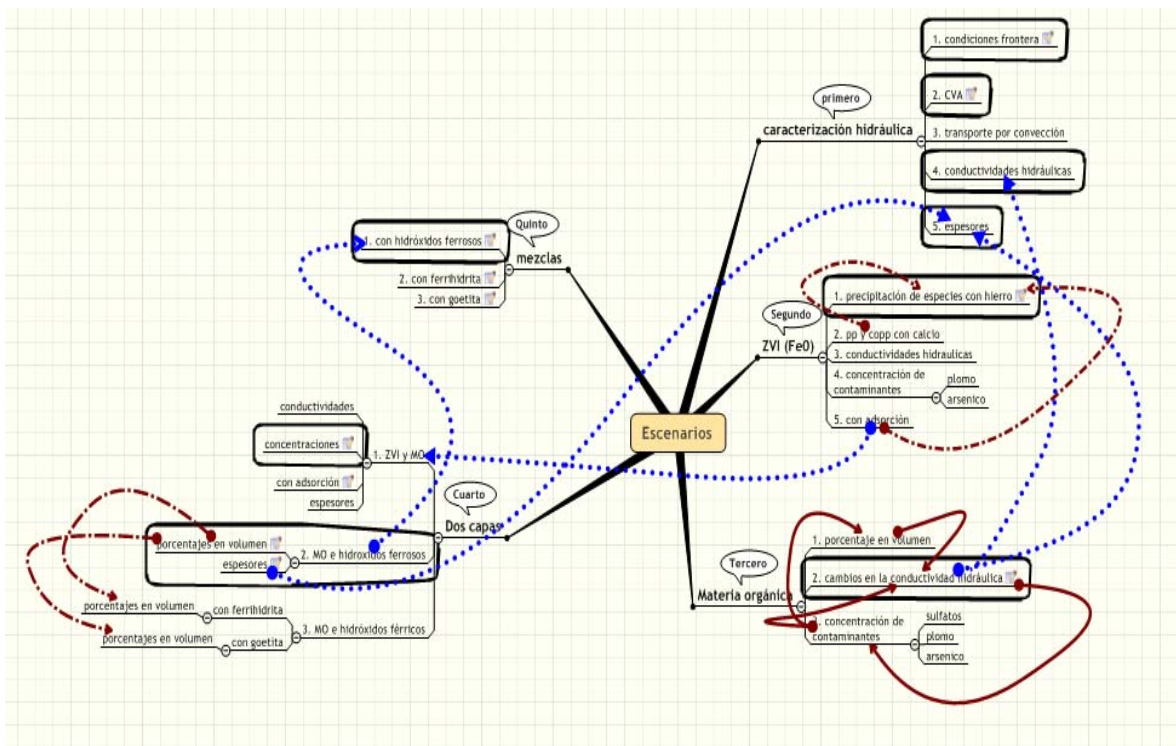 Escenarios
primero
caracterización hidráulica
1. condiciones frontera
2. CVA
3. transporte por convección
4. conductividades hidráulicas
5. espesores
Segundo
ZVI (Fe0)
1. precipitación de especies con hierro
2. pp y copp con calcio
3. conductividades hidraulicas
4. concentración de
contaminantes
plomo
arsenico
5. con adsorción
Tercero
Materia orgánica
1. porcentaje en volumen
2. cambios en la conductividad hidráulica
3. concentración de
contaminantes
sulfatos
plomo
arsenico
Cuarto
Dos capas
1. ZVI y MO
conductividades
concentraciones
con adsorción
espesores
2. MO e hidroxidos ferrosos
porcentajes en volumen
espesores
3. MO e hidróxidos férricos
con ferrihidrita
porcentajes en volumen
con goetita
porcentajes en volumen
Quinto
mezclas
1. con hidróxidos ferrosos
2. con ferrihidrita
3. con goetita